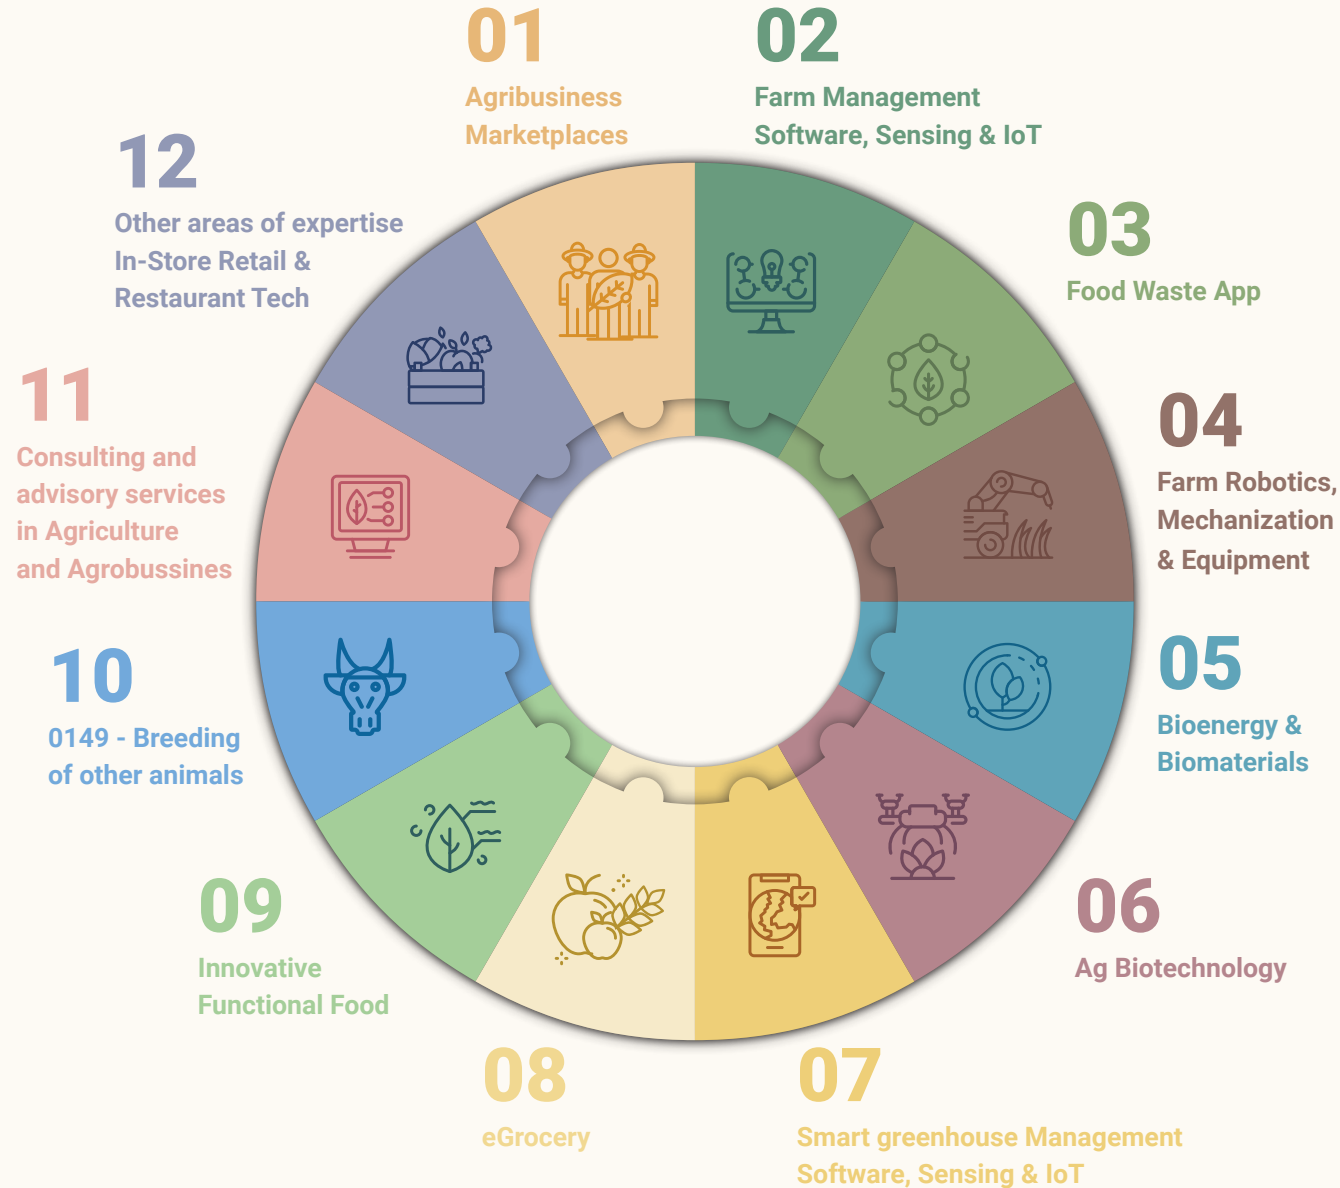 01
Agribusiness
Marketplaces
02
Farm Management
Software, Sensing & IoT
03
Food Waste App
04
Farm Robotics,
Mechanization
& Equipment
05
Bioenergy &
Biomaterials
06
Ag Biotechnology
07
Smart greenhouse Management
Software, Sensing & IoT
08
eGrocery
09
Innovative
Functional Food
10
0149 - Breeding
of other animals
11
Consulting and
advisory services
in Agriculture
and Agrobussines
12
Other areas of expertise
In-Store Retail &
Restaurant Tech